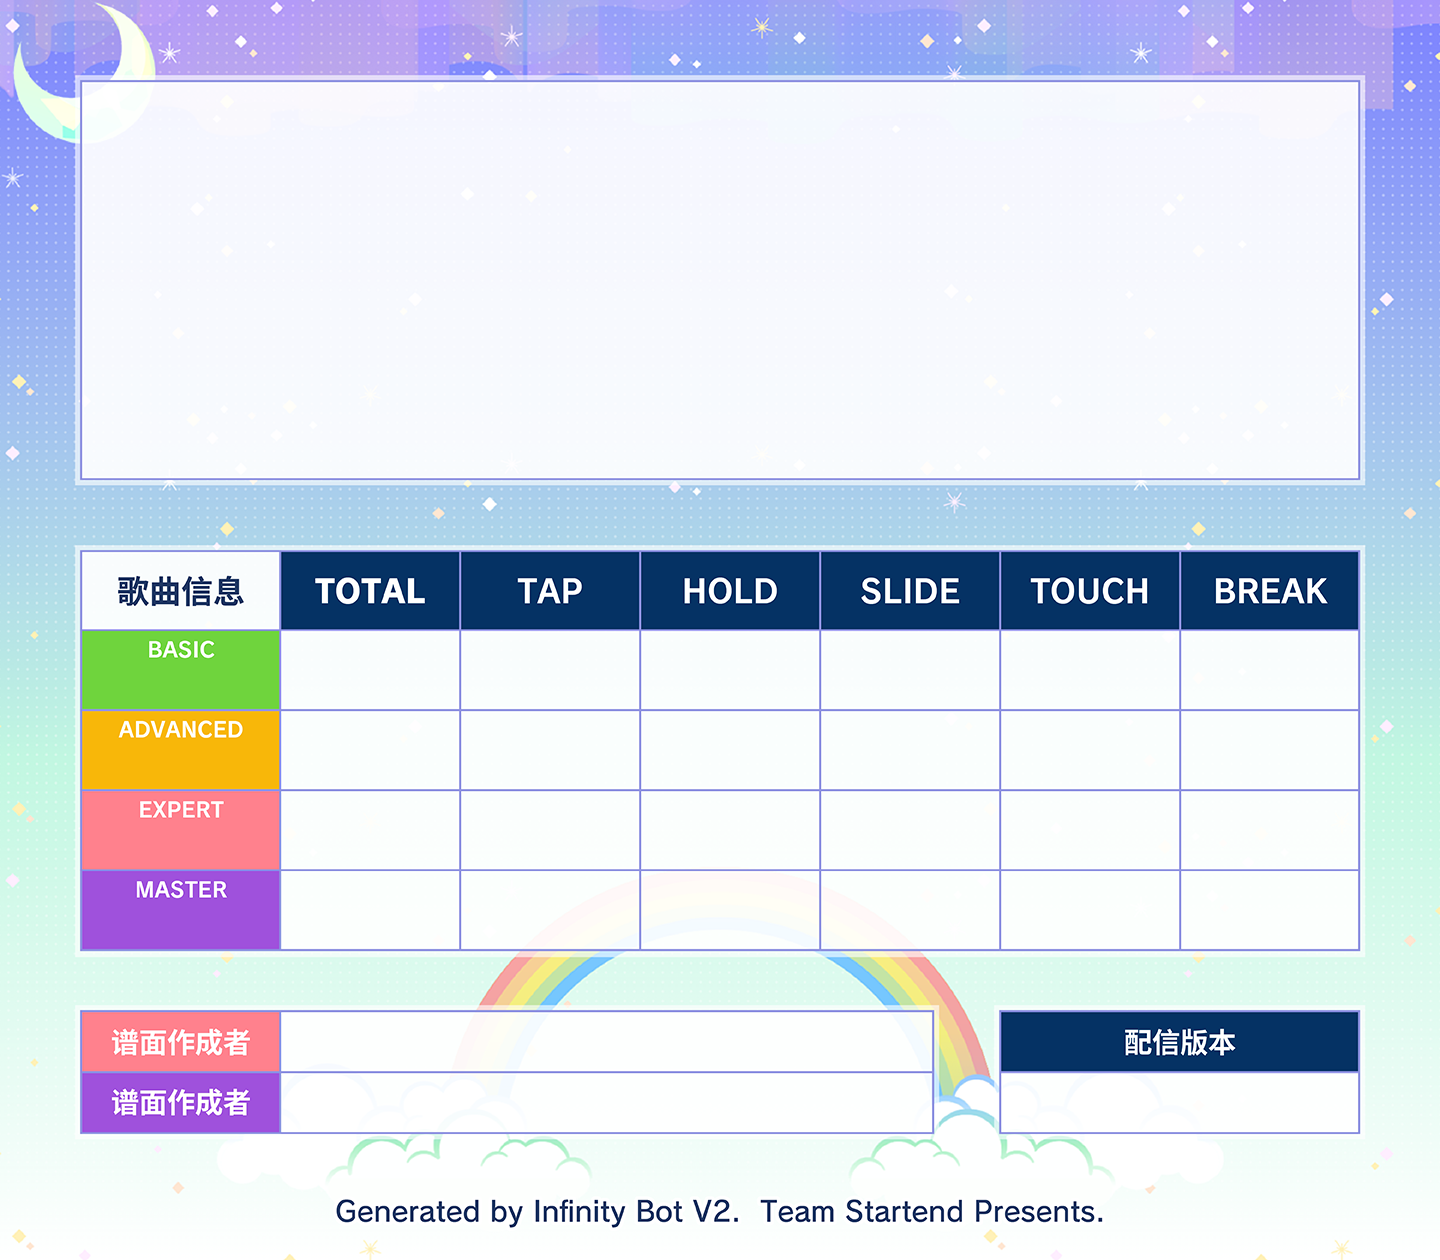 歌曲信息 TOTAL TAP HOLD SLIDE TOUCH BREAK
BASIC
ADVANCED
EXPERT
MASTER
谱面作成者
谱面作成者
配信版本
Generated by Infinity Bot V2. Team Startend Presents.